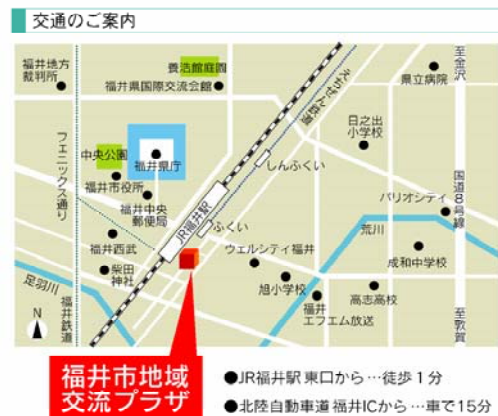 交通のご案内
福井地方
裁判所
養浩館庭園
福井県国際交流会館
えちぜん鉄道
県立病院
至金沢
日之出
小学校
中央公園
福井県庁
しんふくい
フェニックス通り
福井市役所
福井中央
郵便局
JR福井駅
ふくい
国道8号線
バリオシティ
荒川
福井西武
ウェルシティ福井
成和中学校
柴田
神社
旭小学校
足羽川
福井鉄道
福井
エフエム放送
高志高校
至敦賀
N
福井市地域
交流プラザ
●JR福井駅 東口から…徒歩1分
●北陸自動車道 福井ICから…車で15分